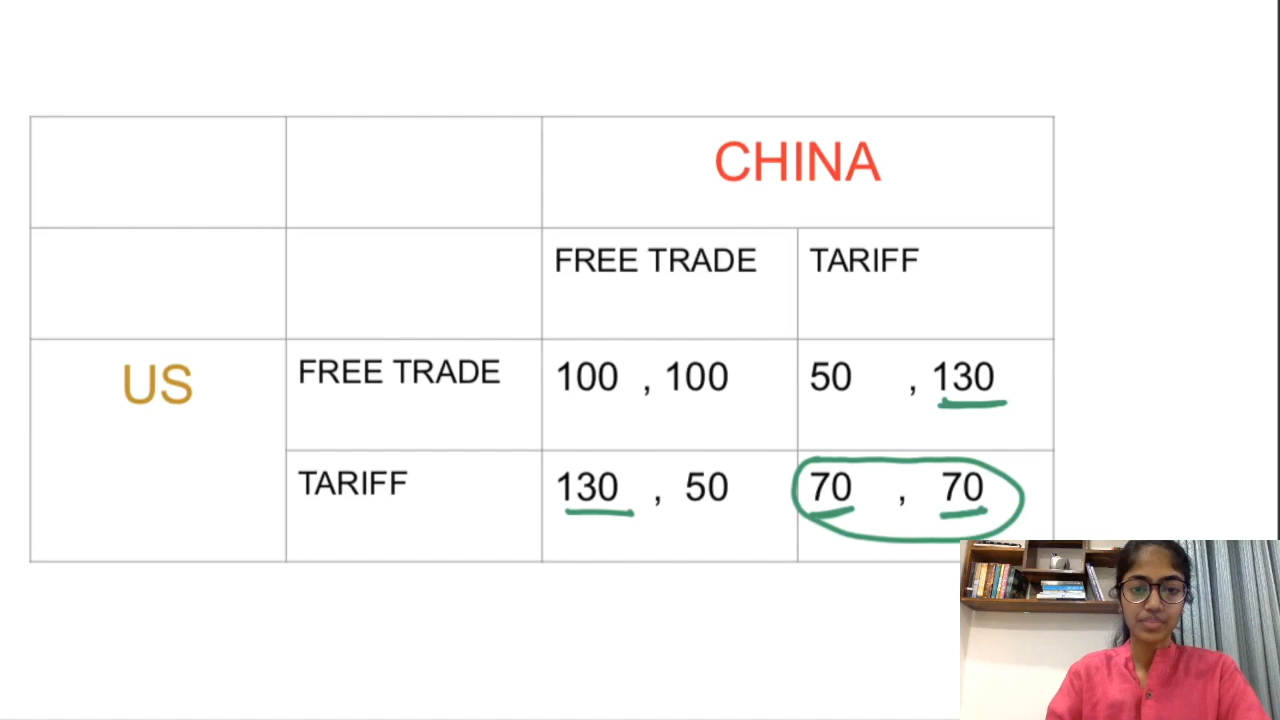 CHINA
FREE TRADE TARIFF
US FREE TRADE 100 , 100 50 , 130
TARIFF 130 , 50 70 , 70